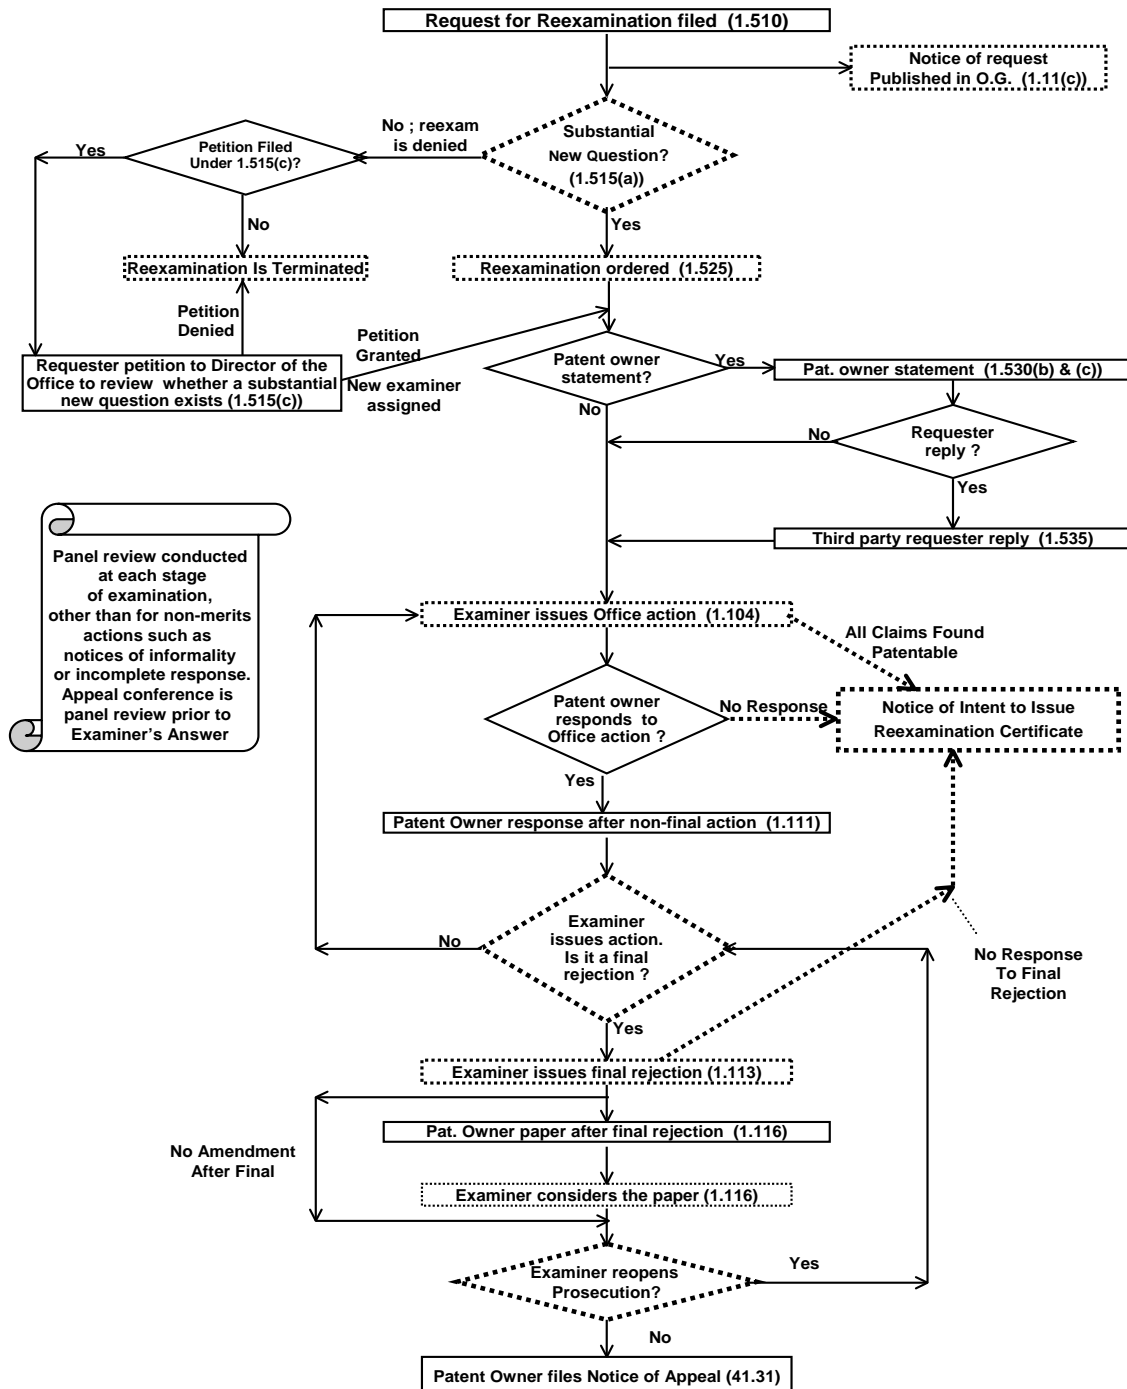 Request for Reexamination filed  (1.510)
Notice of request
Published in O.G.  (1.11(c))
Substantial
New Question?
(1.515(a))
No ; reexam
is denied
Petition Filed
Under 1.515(c)?
Yes
No
Yes
Reexamination Is Terminated
Reexamination ordered  (1.525)
Petition
Denied
Petition
Granted
New examiner
assigned
Requester petition to Director of the
Office to review  whether a substantial
new question exists (1.515(c))
Patent owner
statement?
Yes
Pat. owner statement  (1.530(b) & (c))
No
No
Requester
reply ?
Yes
Third party requester reply  (1.535)
Panel review conducted
at each stage
of examination,
other than for non-merits
actions such as
notices of informality
or incomplete response.
Appeal conference is
panel review prior to
Examiner's Answer
Examiner issues Office action  (1.104)
All Claims Found
Patentable
Patent owner
responds  to
Office action ?
No Response
Notice of Intent to Issue
Reexamination Certificate
Yes
Patent Owner response after non-final action  (1.111)
Examiner
issues action.
Is it a final
rejection ?
No
No Response
To Final
Rejection
Yes
Examiner issues final rejection (1.113)
Pat. Owner paper after final rejection  (1.116)
No Amendment
After Final
Examiner considers the paper (1.116)
Examiner reopens
Prosecution?
Yes
No
Patent Owner files Notice of Appeal (41.31)